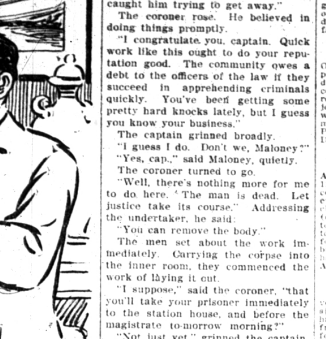 caught him trying to get away."
The coroner rose. He believed in
doing things promptly.
"I congratulate you, captain. Quick
work like this ought to do your repu-
tation good. The community owes a
debt to the officers of the law if they
succeed in apprehending criminals
quickly. You've been getting some
pretty hard knocks lately, but I guess
you know your business."
The captain grinned broadly.
"I guess I do. Don't we, Maloney?"
"Yes, cap.," said Maloney, quietly.
The coroner turned to go.
"Well, there's nothing more for me
to do here. The man is dead. Let
justice take its course." Addressing
the undertaker, he said:
"You can remove the body."
The men set about the work im-
mediately. Carrying the corpse into
the inner room, they commenced the
work of laying it out.
"I suppose," said the coroner, "that
you'll take your prisoner immediately
to the station house, and before the
magistrate to-morrow morning?"
"Not just yet," grinned the captain